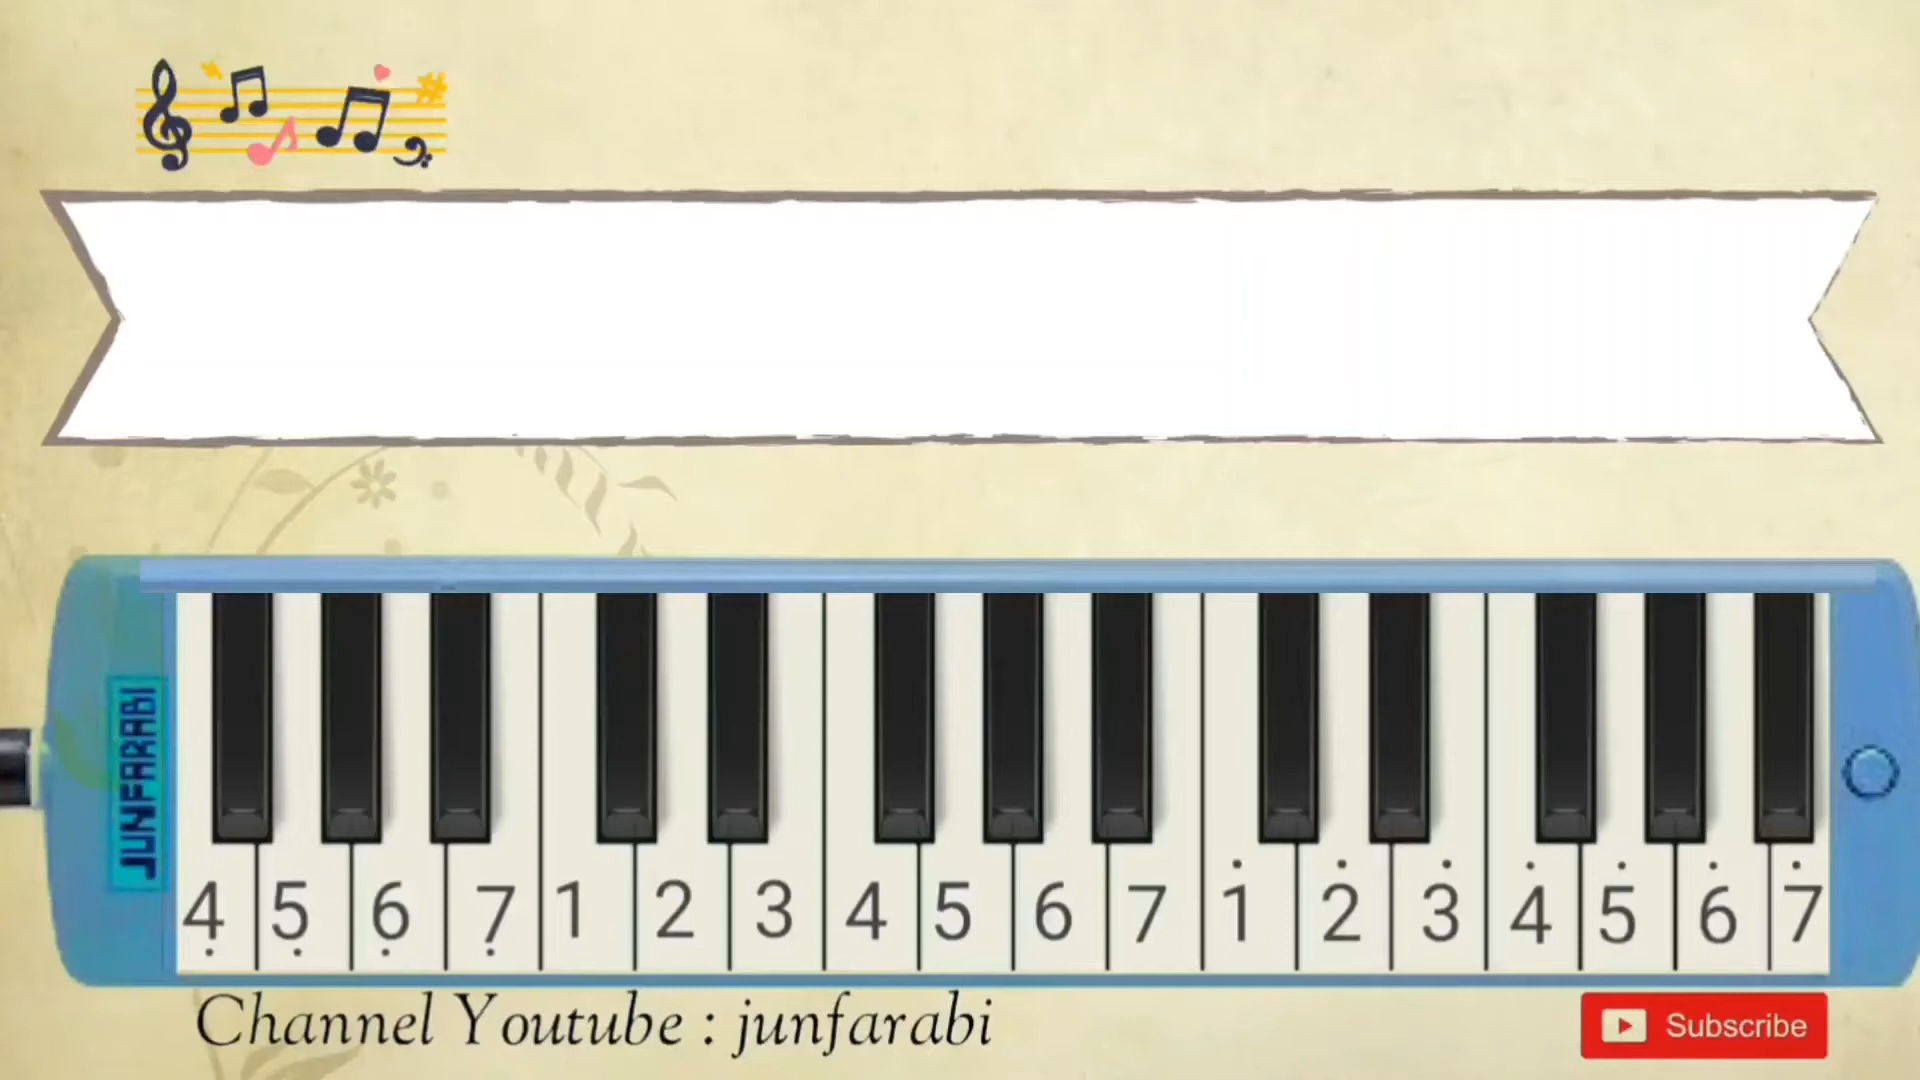 JUNFARABI
4̣ 5̣ 6̣ 7̣ 1 2 3 4 5 6 7 1̇ 2̇ 3̇ 4̇ 5̇ 6̇ 7̇
Channel Youtube : junfarabi
Subscribe